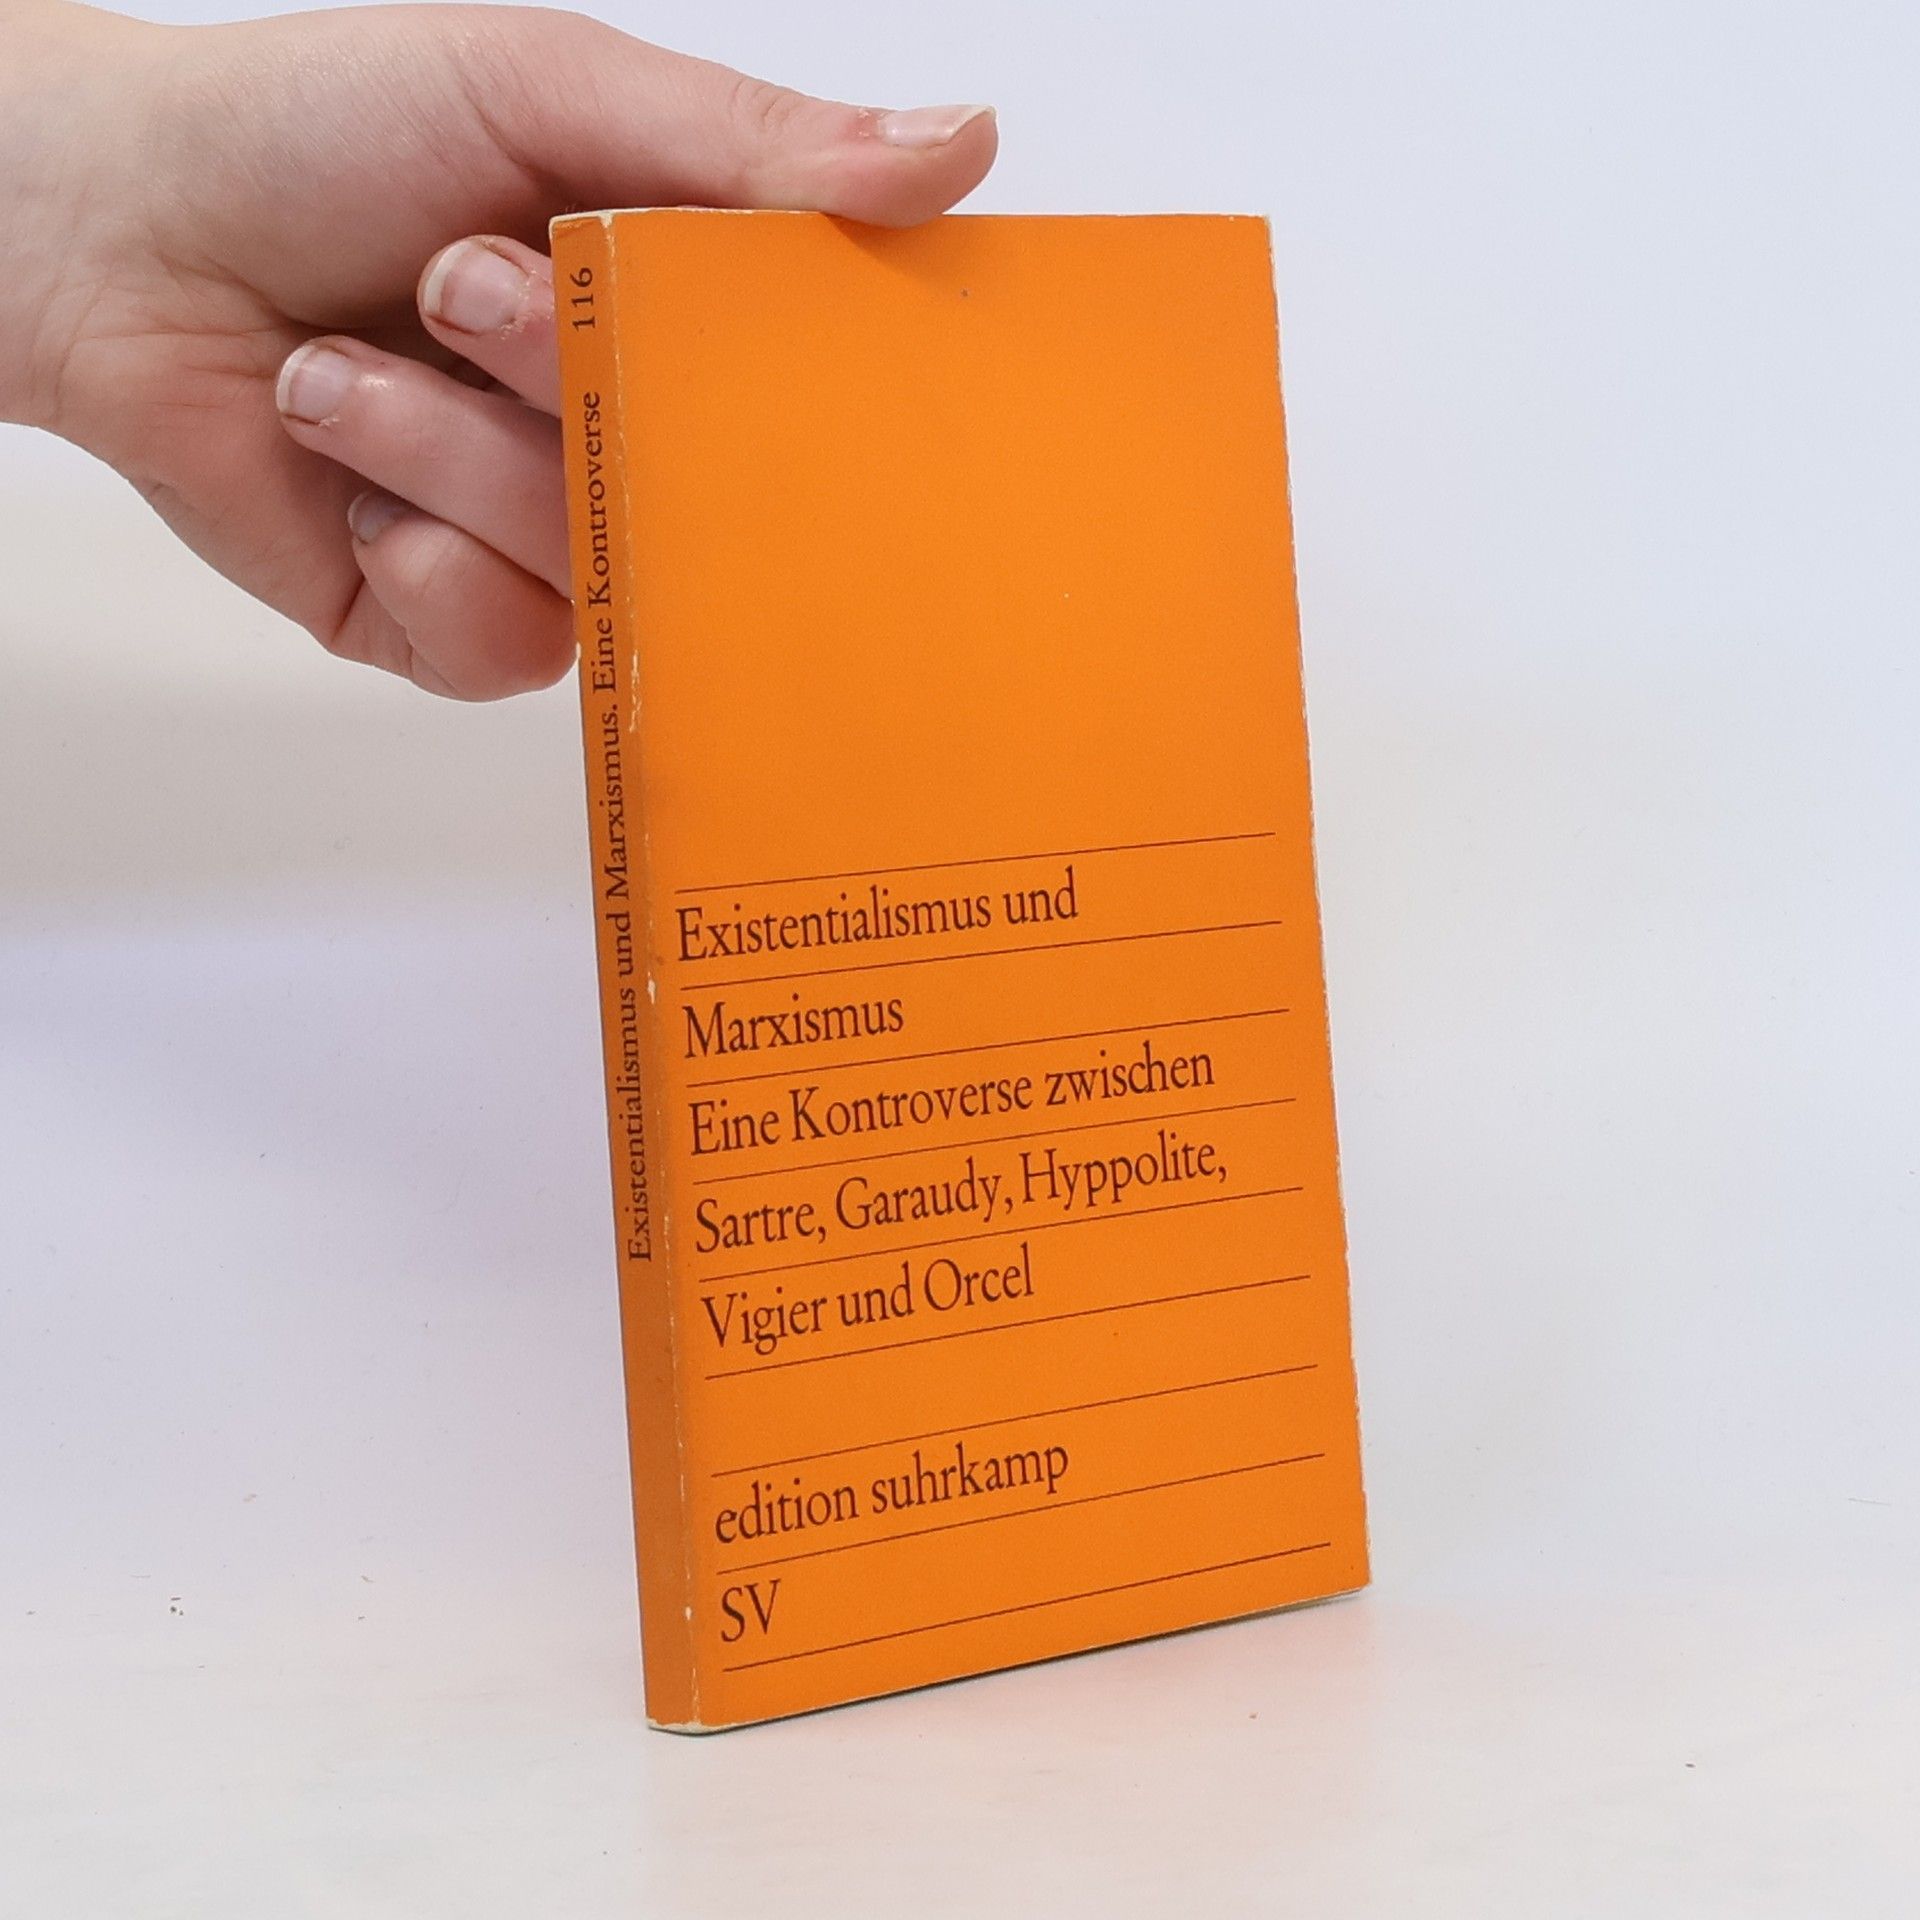 Existentialismus und Marxismus. Eine Kontroverse 116
Existentialismus und
Marxismus
Eine Kontroverse zwischen
Sartre, Garaudy, Hyppolite,
Vigier und Orcel
edition suhrkamp
SV